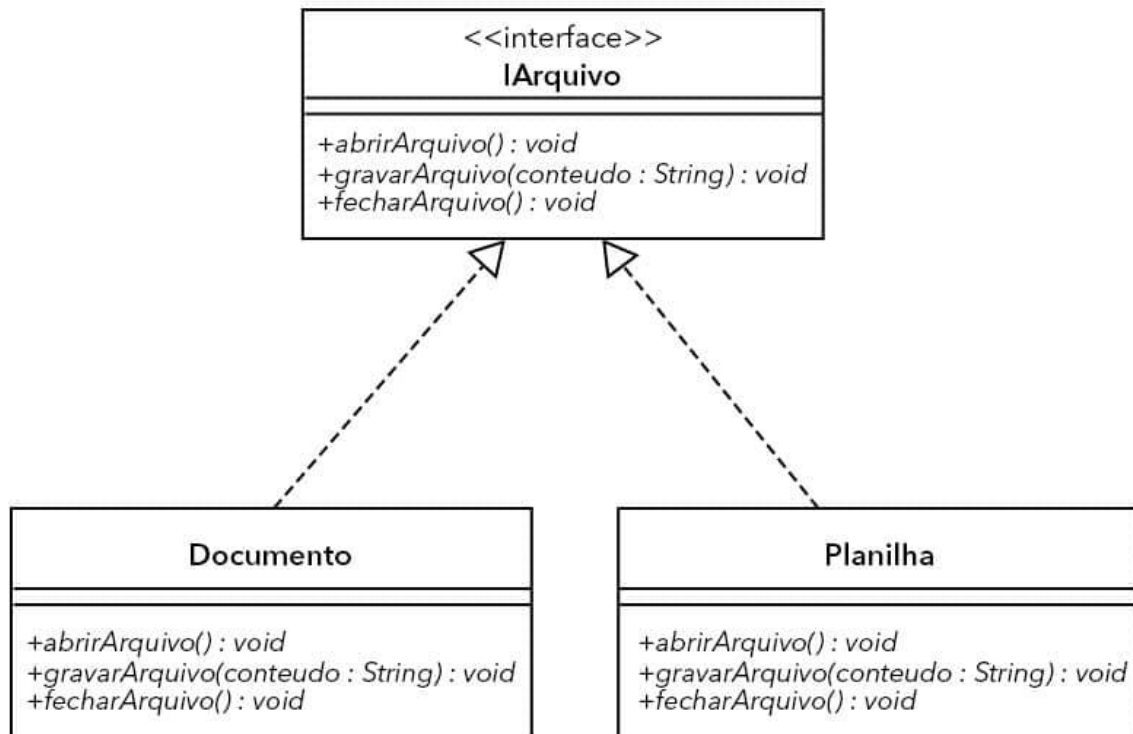 <<interface>>
IArquivo
+abrirArquivo() : void
+gravarArquivo(conteudo : String) : void
+fecharArquivo() : void
Documento
+abrirArquivo() : void
+gravarArquivo(conteudo : String) : void
+fecharArquivo() : void
Planilha
+abrirArquivo() : void
+gravarArquivo(conteudo : String) : void
+fecharArquivo() : void